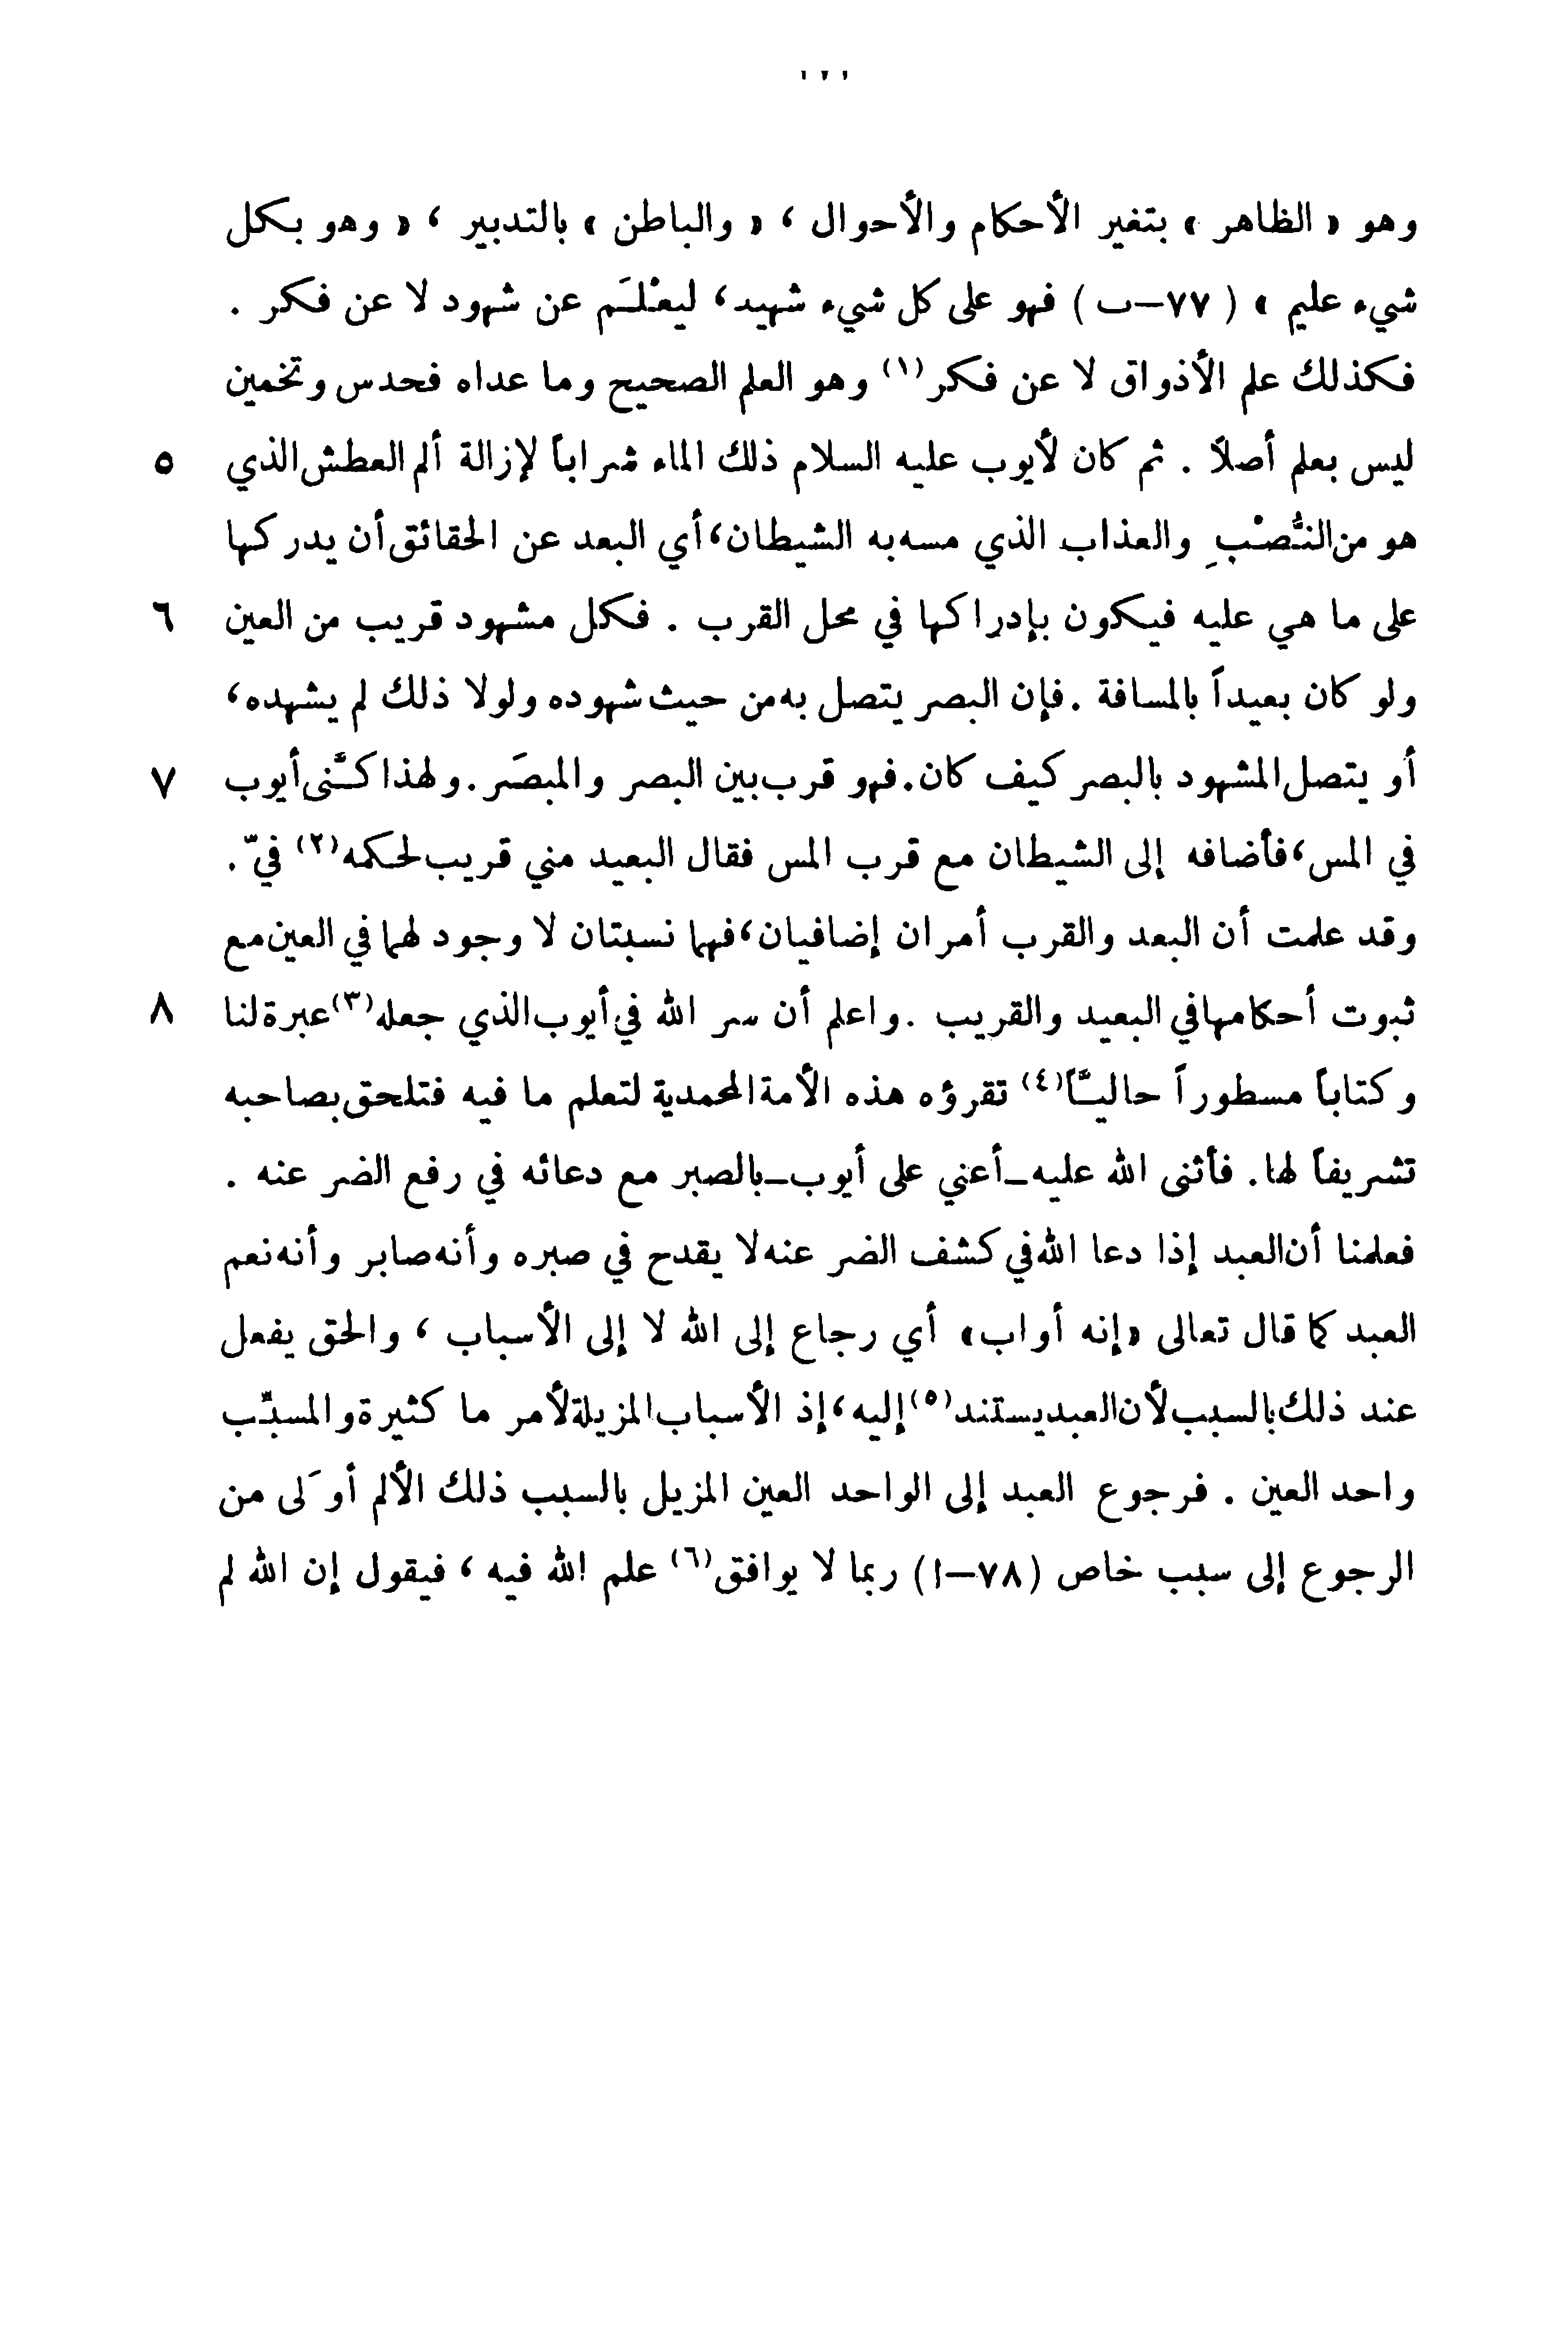 وهو « الظاهر » بتغير الأحكام والأحوال ، « والباطن » بالتدبير ، « وهو بكل
شيء عليم » ( ٧٧–ب ) فهو على كل شيء شهيد، ليعْلَم عن شهود لا عن فكر .
فكذلك علم الأذواق لا عن فكر(١) وهو العلم الصحيح وما عداه فحدس وتخمين
ليس بعلم أصلاً . ثم كان لأيوب عليه السلام ذلك الماء شراباً لإزالة ألم العطش الذي ٥
هو من النُّصْبِ والعذاب الذي مسه به الشيطان، أي البعد عن الحقائق أن يدركها
على ما هي عليه فيكون بإدراكها في محل القرب . فكل مشهود قريب من العين ٦
ولو كان بعيداً بالمسافة . فإن البصر يتصل به من حيث شهوده ولولا ذلك لم يشهده،
أو يتصل المشهود بالبصر كيف كان. فهو قرب بين البصر والمبصَر. ولهذا كنَّى أيوب ٧
في المس، فأضافه إلى الشيطان مع قرب المس فقال البعيد مني قريب لحكمه(٢) فيّ.
وقد علمت أن البعد والقرب أمران إضافيان، فهما نسبتان لا وجود لهما في العين مع
ثبوت أحكامها في البعيد والقريب . واعلم أن سر الله في أيوب الذي جعله(٣) عبرة لنا ٨
وكتاباً مسطوراً حاليًّا(٤) تقرؤه هذه الأمة المحمدية لتعلم ما فيه فتلحق بصاحبه
تشريفاً لها. فأثنى الله عليه–أعني على أيوب–بالصبر مع دعائه في رفع الضر عنه .
فعلمنا أن العبد إذا دعا الله في كشف الضر عنه لا يقدح في صبره وأنه صابر وأنه نعم
العبد كما قال تعالى «إنه أواب» أي رجاع إلى الله لا إلى الأسباب ، والحق يفعل
عند ذلك بالسبب لأن العبد يستند(٥) إليه، إذ الأسباب المزيلة لأمر ما كثيرة والمسبِّب
واحد العين . فرجوع العبد إلى الواحد العين المزيل بالسبب ذلك الألم أوَلى من
الرجوع إلى سبب خاص (٧٨–ا) ربما لا يوافق(٦) علم الله فيه ، فيقول إن الله لم